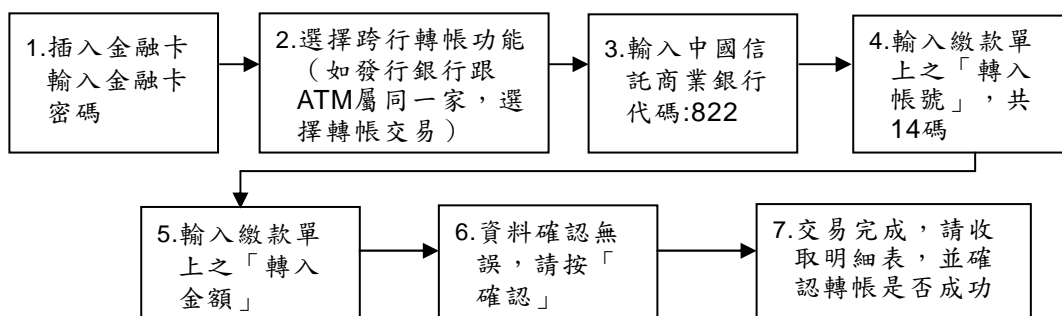 1.插入金融卡
輸入金融卡
密碼
2.選擇跨行轉帳功能
（如發行銀行跟
ATM屬同一家，選
擇轉帳交易）
3.輸入中國信
託商業銀行
代碼:822
4.輸入繳款單
上之「轉入
帳號」，共
14碼
5.輸入繳款單
上之「轉入
金額」
6.資料確認無
誤，請按「
確認」
7.交易完成，請收
取明細表，並確
認轉帳是否成功